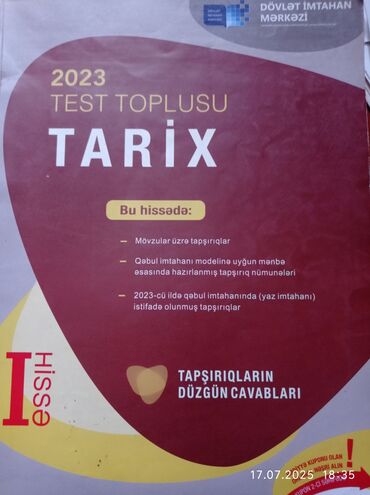 DÖVLƏT İMTAHAN
MƏRKƏZİ
2023
TEST TOPLUSU
TARİX
Bu hissədə:
— Mövzular üzrə tapşırıqlar
— Qəbul imtahanı modelinə uyğun mənbə
əsasında hazırlanmış tapşırıq nümunələri
— 2023-cü ildə qəbul imtahanında (yaz imtahanı)
istifadə olunmuş tapşırıqlar
I Hissə
TAPŞIRIQLARIN
DÜZGÜN CAVABLARI
KUPONU OLAN
17.07.2025 18:35